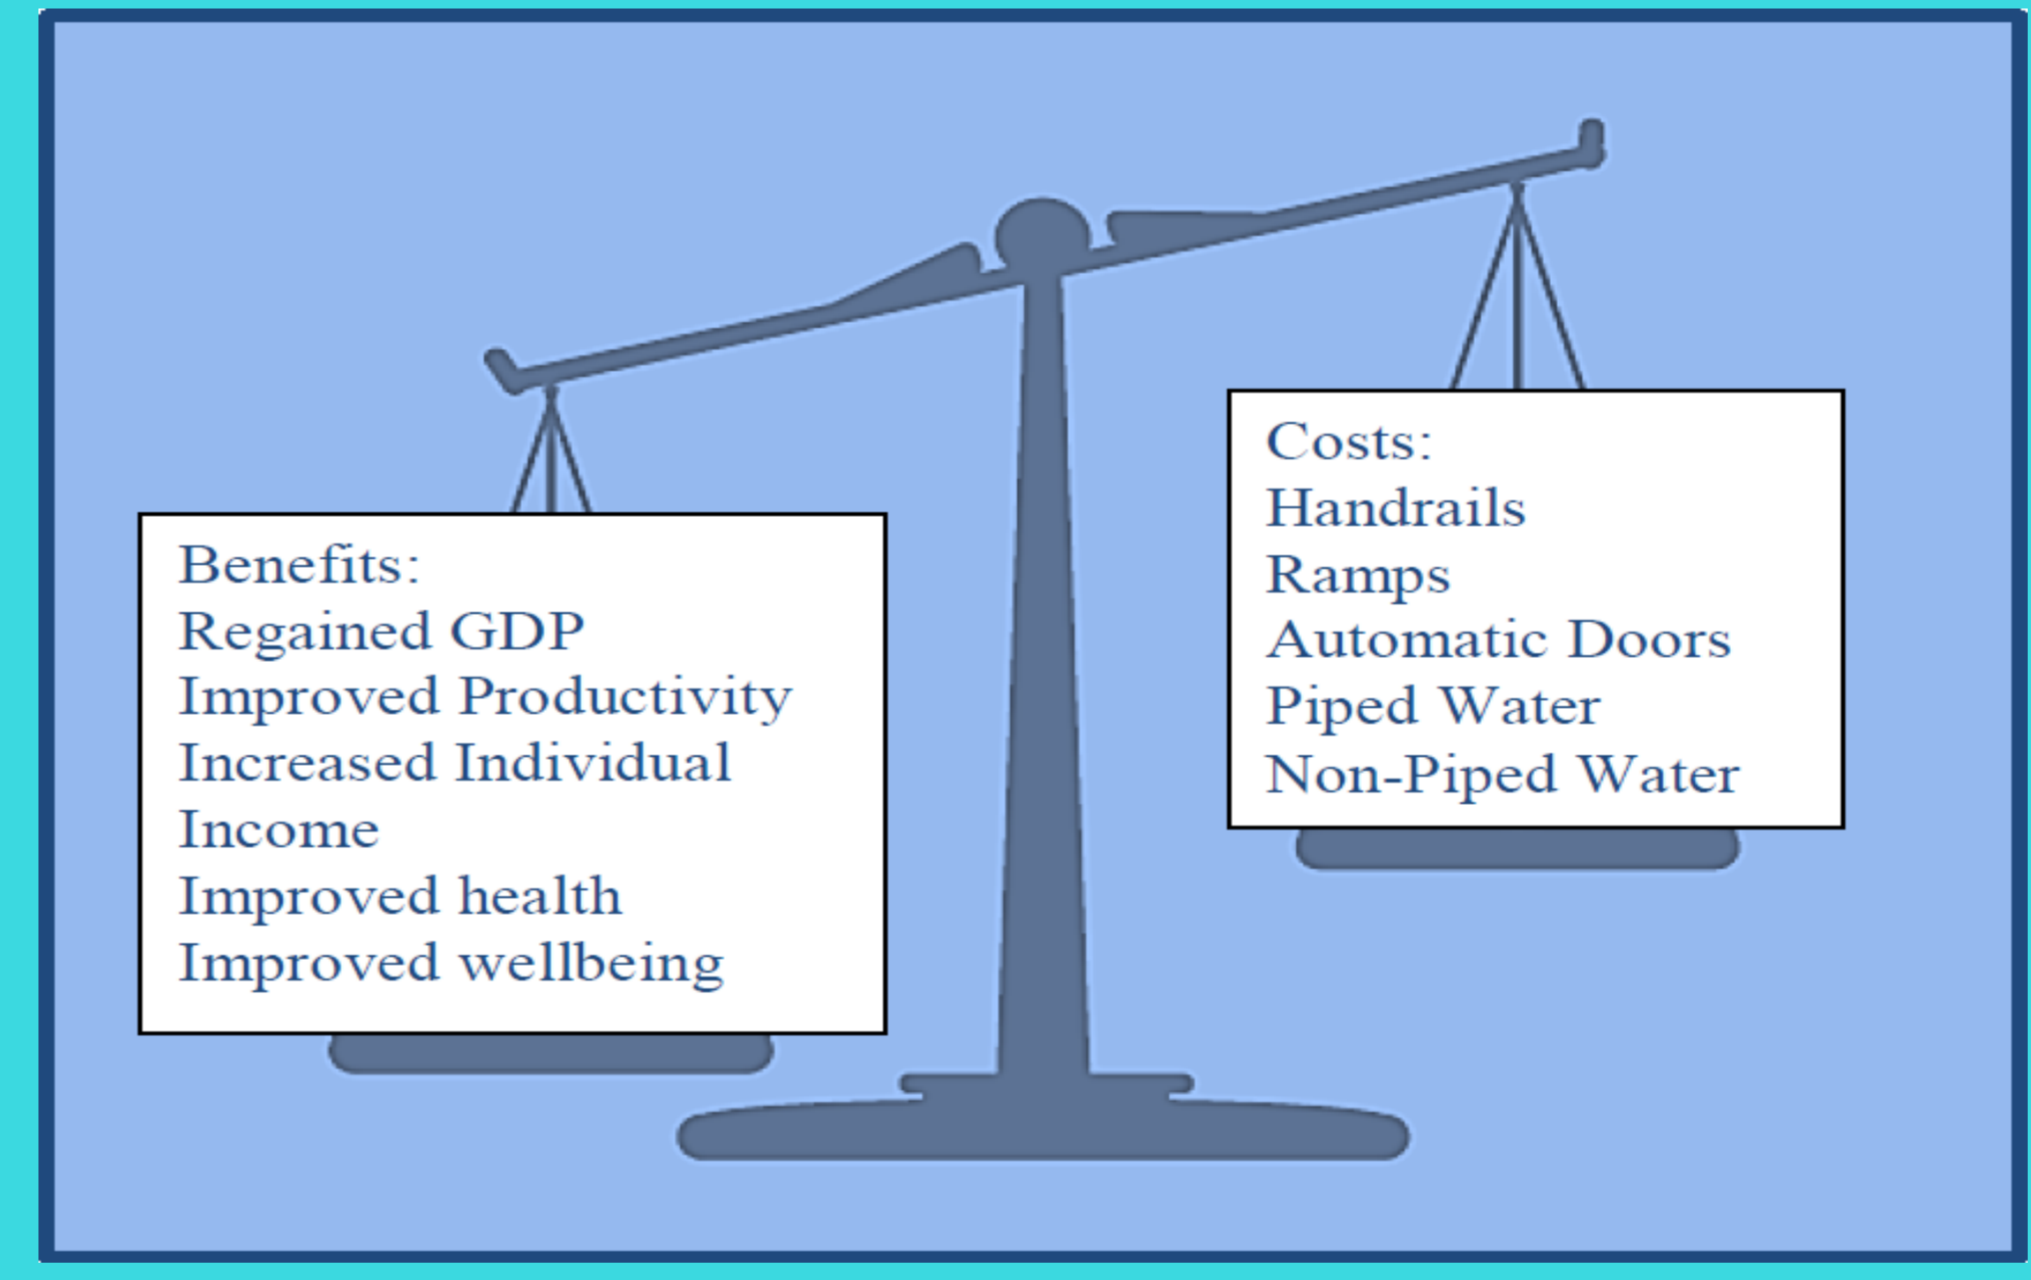 Benefits:
Regained GDP
Improved Productivity
Increased Individual
Income
Improved health
Improved wellbeing
Costs:
Handrails
Ramps
Automatic Doors
Piped Water
Non-Piped Water